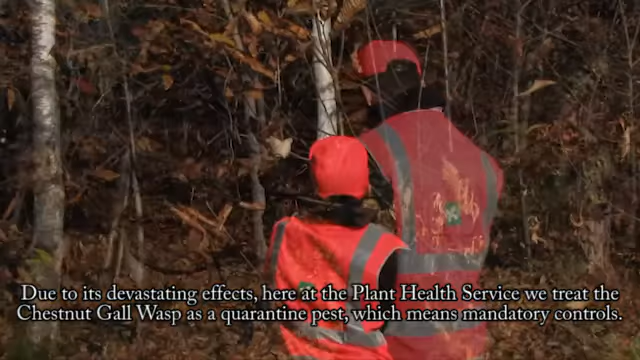 Due to its devastating effects, here at the Plant Health Service we treat the
Chestnut Gall Wasp as a quarantine pest, which means mandatory controls.